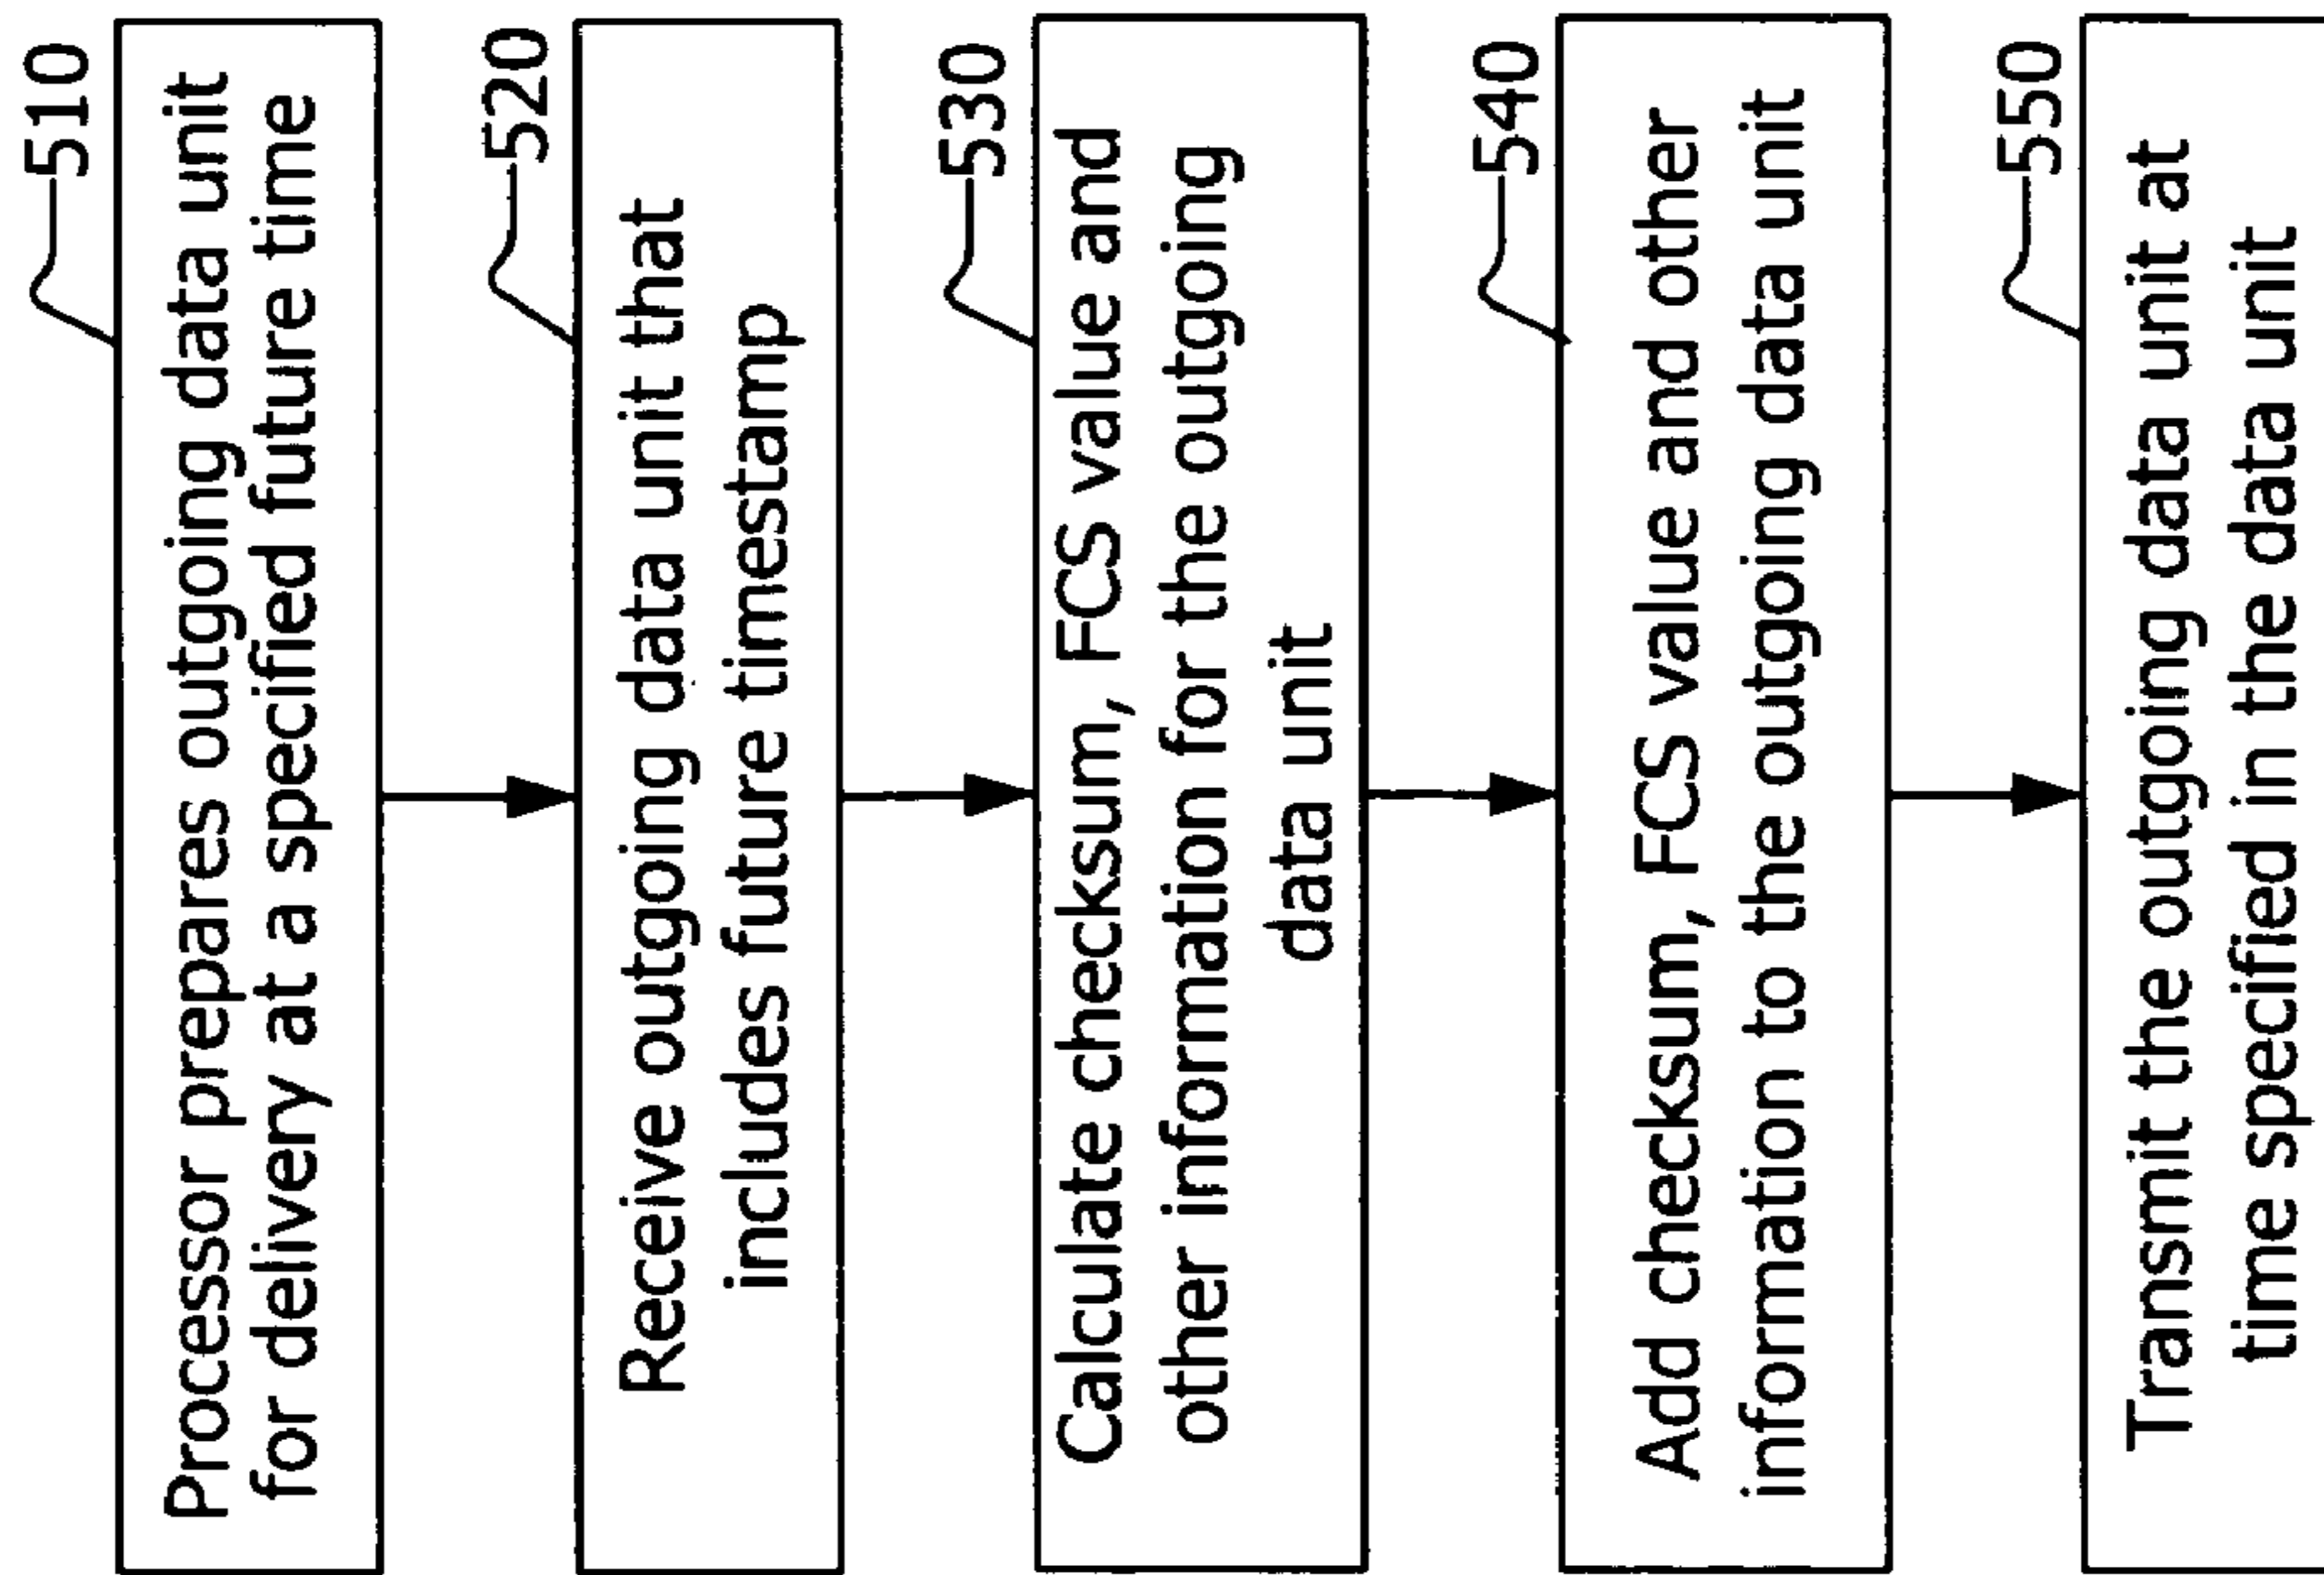 510
Processor prepares outgoing data unit
for delivery at a specified future time
520
Receive outgoing data unit that
includes future timestamp
530
Calculate checksum, FCS value and
other information for the outgoing
data unit
540
Add checksum, FCS value and other
information to the outgoing data unit
550
Transmit the outgoing data unit at
time specified in the data unit